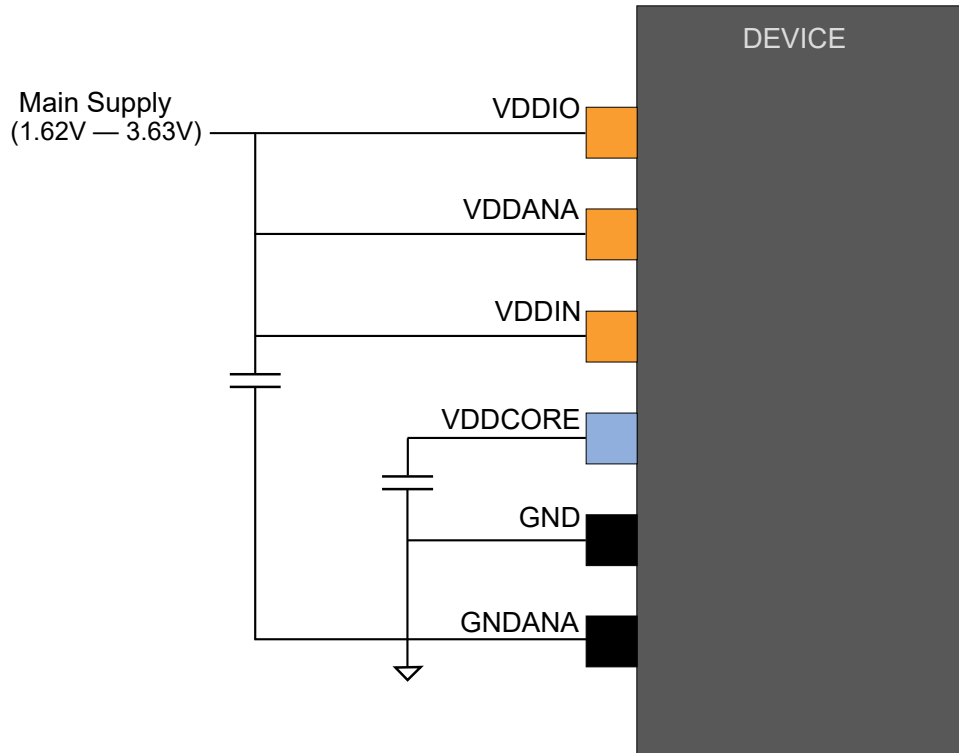 DEVICE
Main Supply
(1.62V — 3.63V)
VDDIO
VDDANA
VDDIN
VDDCORE
GND
GNDANA